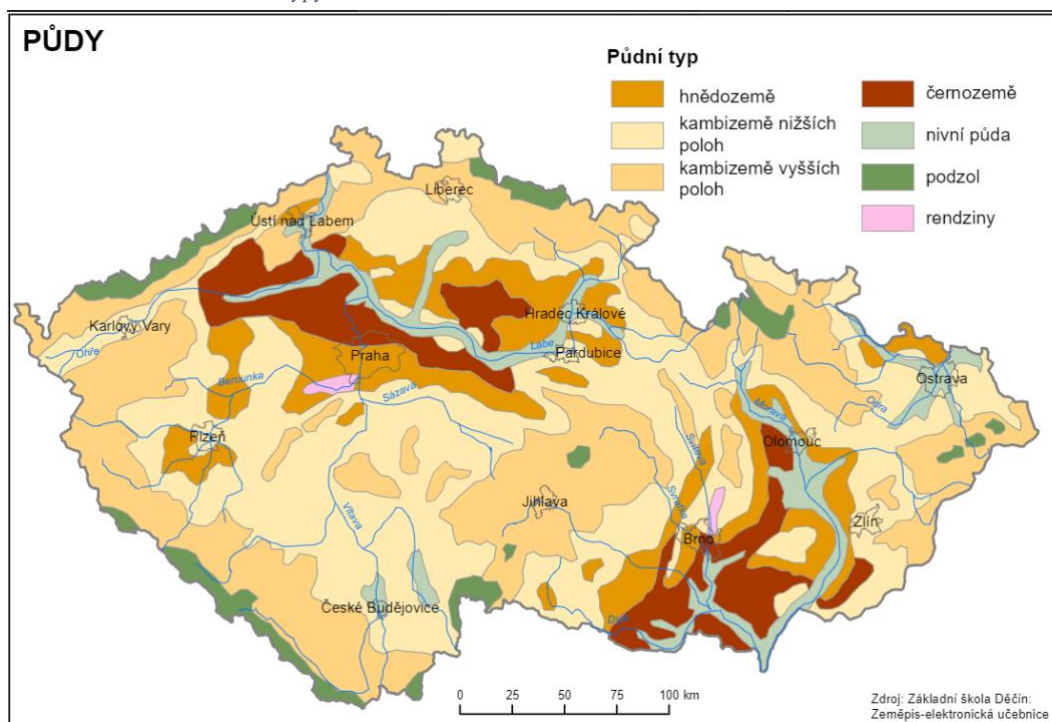 PŮDY
Půdní typ
hnědozemě
kambizemě nižších
poloh
kambizemě vyšších
poloh
černozemě
nivní půda
podzol
rendziny
Liberec
Ústí nad Labem
Karlovy Vary
Ohře
Praha
Hradec Králové
Labe
Pardubice
Berounka
Sázava
Plzeň
Ostrava
Odra
Morava
Olomouc
Svitava
Svratka
Jihlava
Vltava
Zlín
Brno
České Budějovice
Dyje
0 25 50 75 100 km
Zdroj: Základní škola Děčín:
Zeměpis-elektronická učebnice